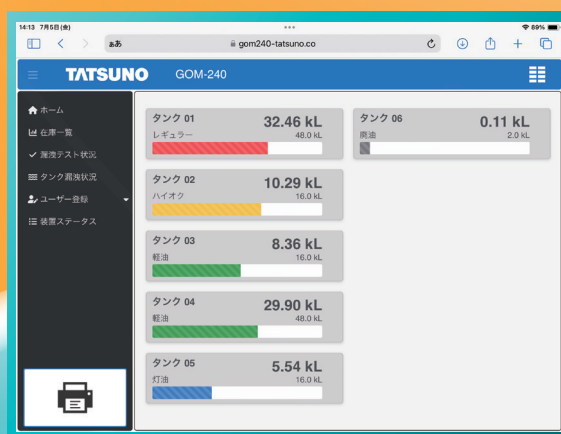 14:13 7月5日(金)
89%
ああ
gom240-tatsuno.co
TATSUNO
GOM-240
ホーム
在庫一覧
漏洩テスト状況
タンク漏洩状況
ユーザー登録
装置ステータス
タンク 01
32.46 kL
レギュラー
48.0 kL
タンク 02
10.29 kL
ハイオク
16.0 kL
タンク 03
8.36 kL
軽油
16.0 kL
タンク 04
29.90 kL
軽油
48.0 kL
タンク 05
5.54 kL
灯油
16.0 kL
タンク 06
0.11 kL
廃油
2.0 kL